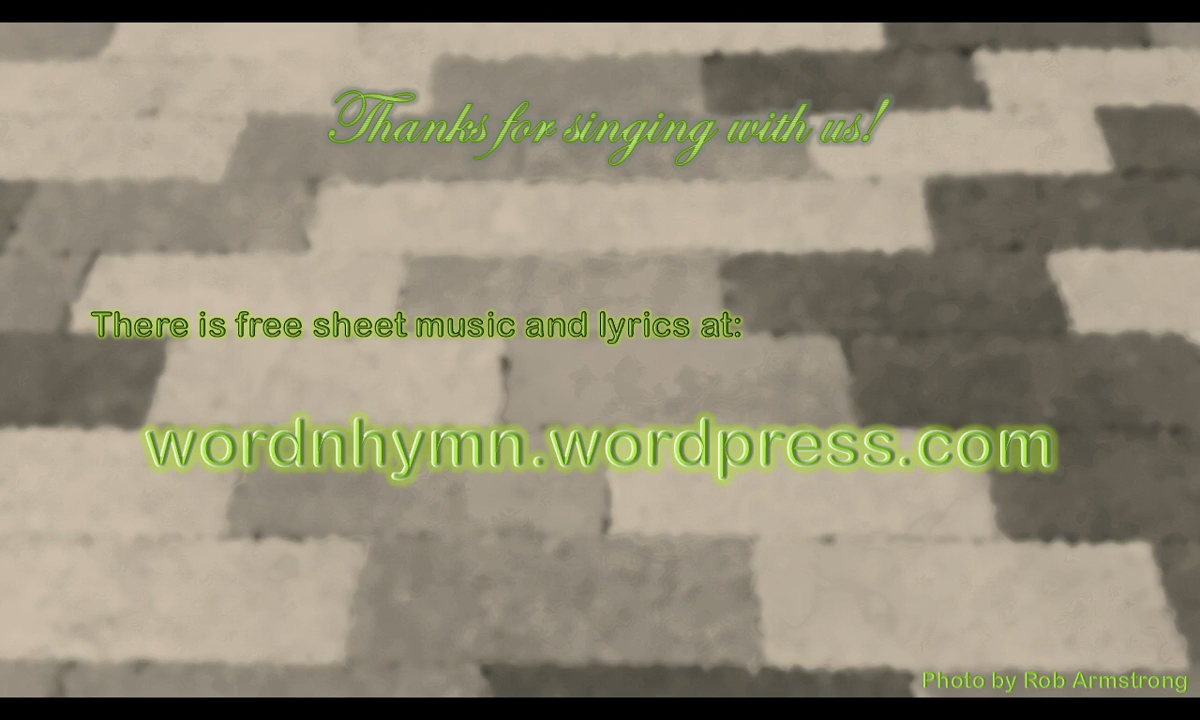 Thanks for singing with us!
There is free sheet music and lyrics at:
wordnhymn.wordpress.com
Photo by Rob Armstrong